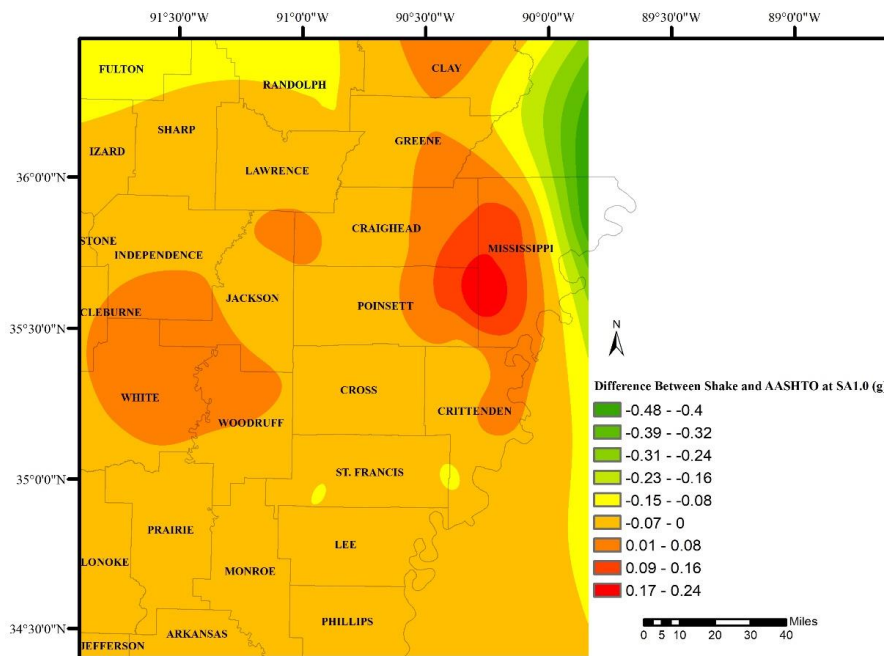 91°30'0"W 91°0'0"W 90°30'0"W 90°0'0"W 89°30'0"W 89°0'0"W
FULTON
CLAY
RANDOLPH
SHARP
GREENE
IZARD
LAWRENCE
36°0'0"N
STONE
CRAIGHEAD
MISSISSIPPI
INDEPENDENCE
JACKSON
POINSETT
CLEBURNE
35°30'0"N
N
Difference Between Shake and AASHTO at SA1.0 (g)
-0.48 - -0.4
-0.39 - -0.32
-0.31 - -0.24
-0.23 - -0.16
-0.15 - -0.08
-0.07 - 0
0.01 - 0.08
0.09 - 0.16
0.17 - 0.24
WHITE
CROSS
CRITTENDEN
WOODRUFF
35°0'0"N
ST. FRANCIS
PRAIRIE
LEE
LONOKE
MONROE
PHILLIPS
34°30'0"N
ARKANSAS
JEFFERSON
Miles
0 5 10 20 30 40